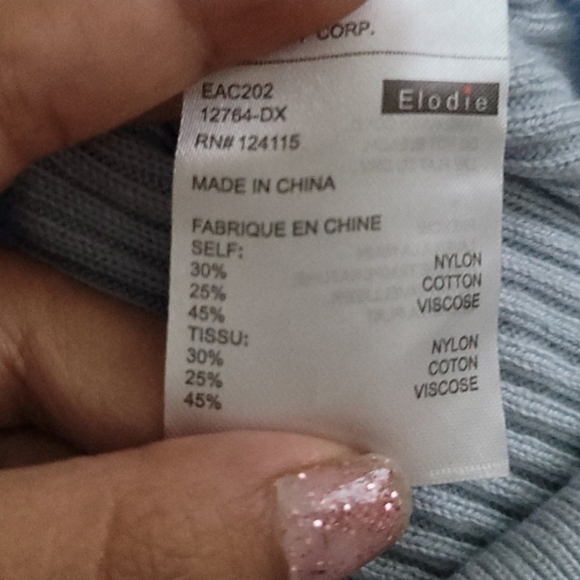 CORP.
EAC202
Elodie
12764-DX
RN# 124115
MADE IN CHINA
FABRIQUE EN CHINE
SELF:
30% NYLON
25% COTTON
45% VISCOSE
TISSU:
30% NYLON
25% COTON
45% VISCOSE